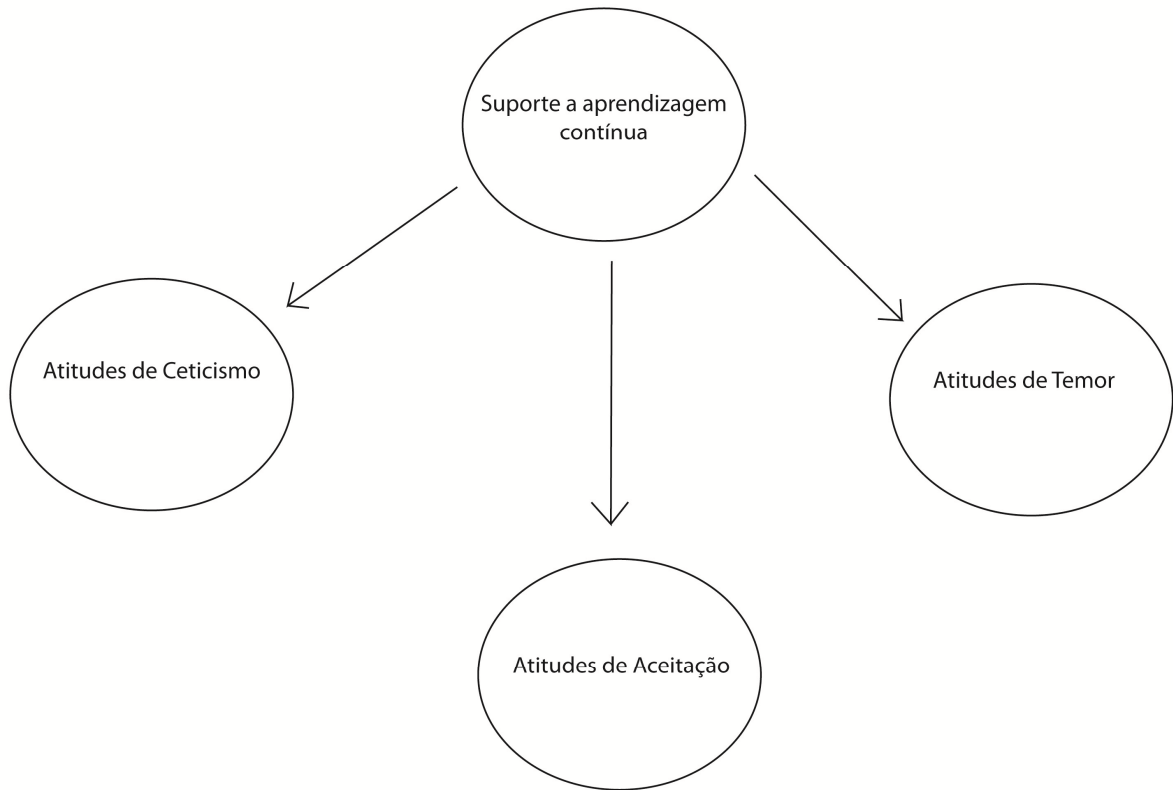 Suporte a aprendizagem
contínua
Atitudes de Ceticismo
Atitudes de Temor
Atitudes de Aceitação